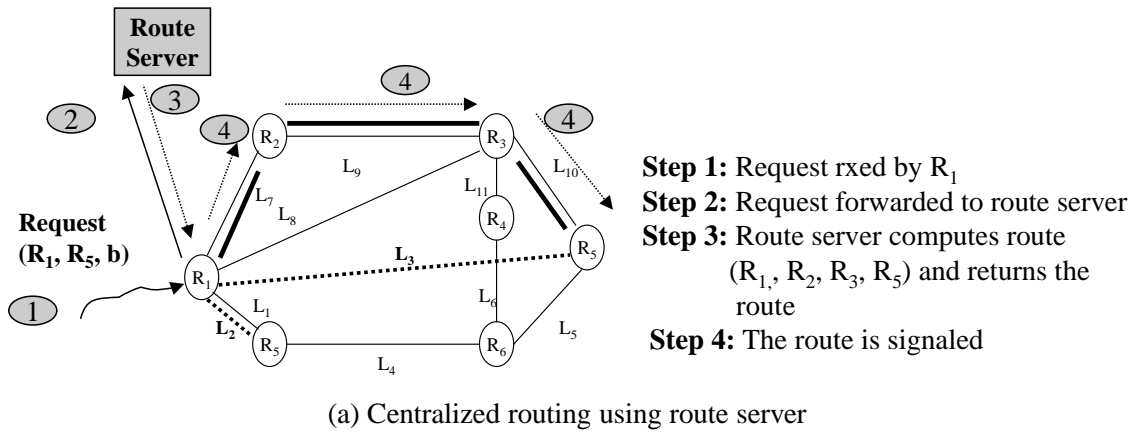 Route
Server
4
3
4
2
4
R2
R3
L9
L10
L7
L11
Step 1: Request rxed by R1
L8
R4
Step 2: Request forwarded to route server
Request
(R1, R5, b)
L3
R5
Step 3: Route server computes route
(R1,, R2, R3, R5) and returns the
route
R1
1
L1
L6
L2
L5
R5
R6
Step 4: The route is signaled
L4
(a) Centralized routing using route server